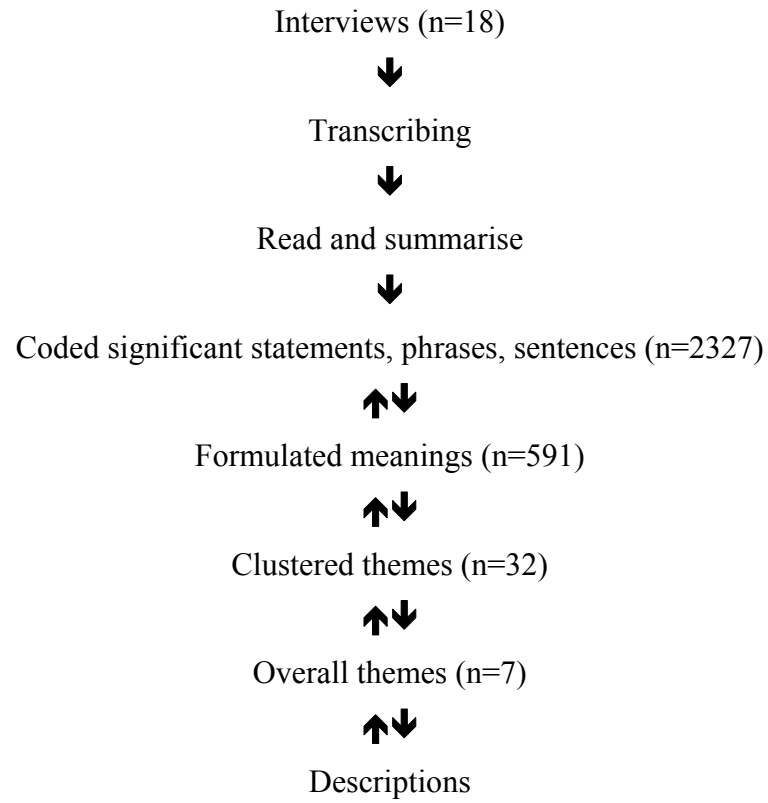 Interviews (n=18)
Transcribing
Read and summarise
Coded significant statements, phrases, sentences (n=2327)
Formulated meanings (n=591)
Clustered themes (n=32)
Overall themes (n=7)
Descriptions